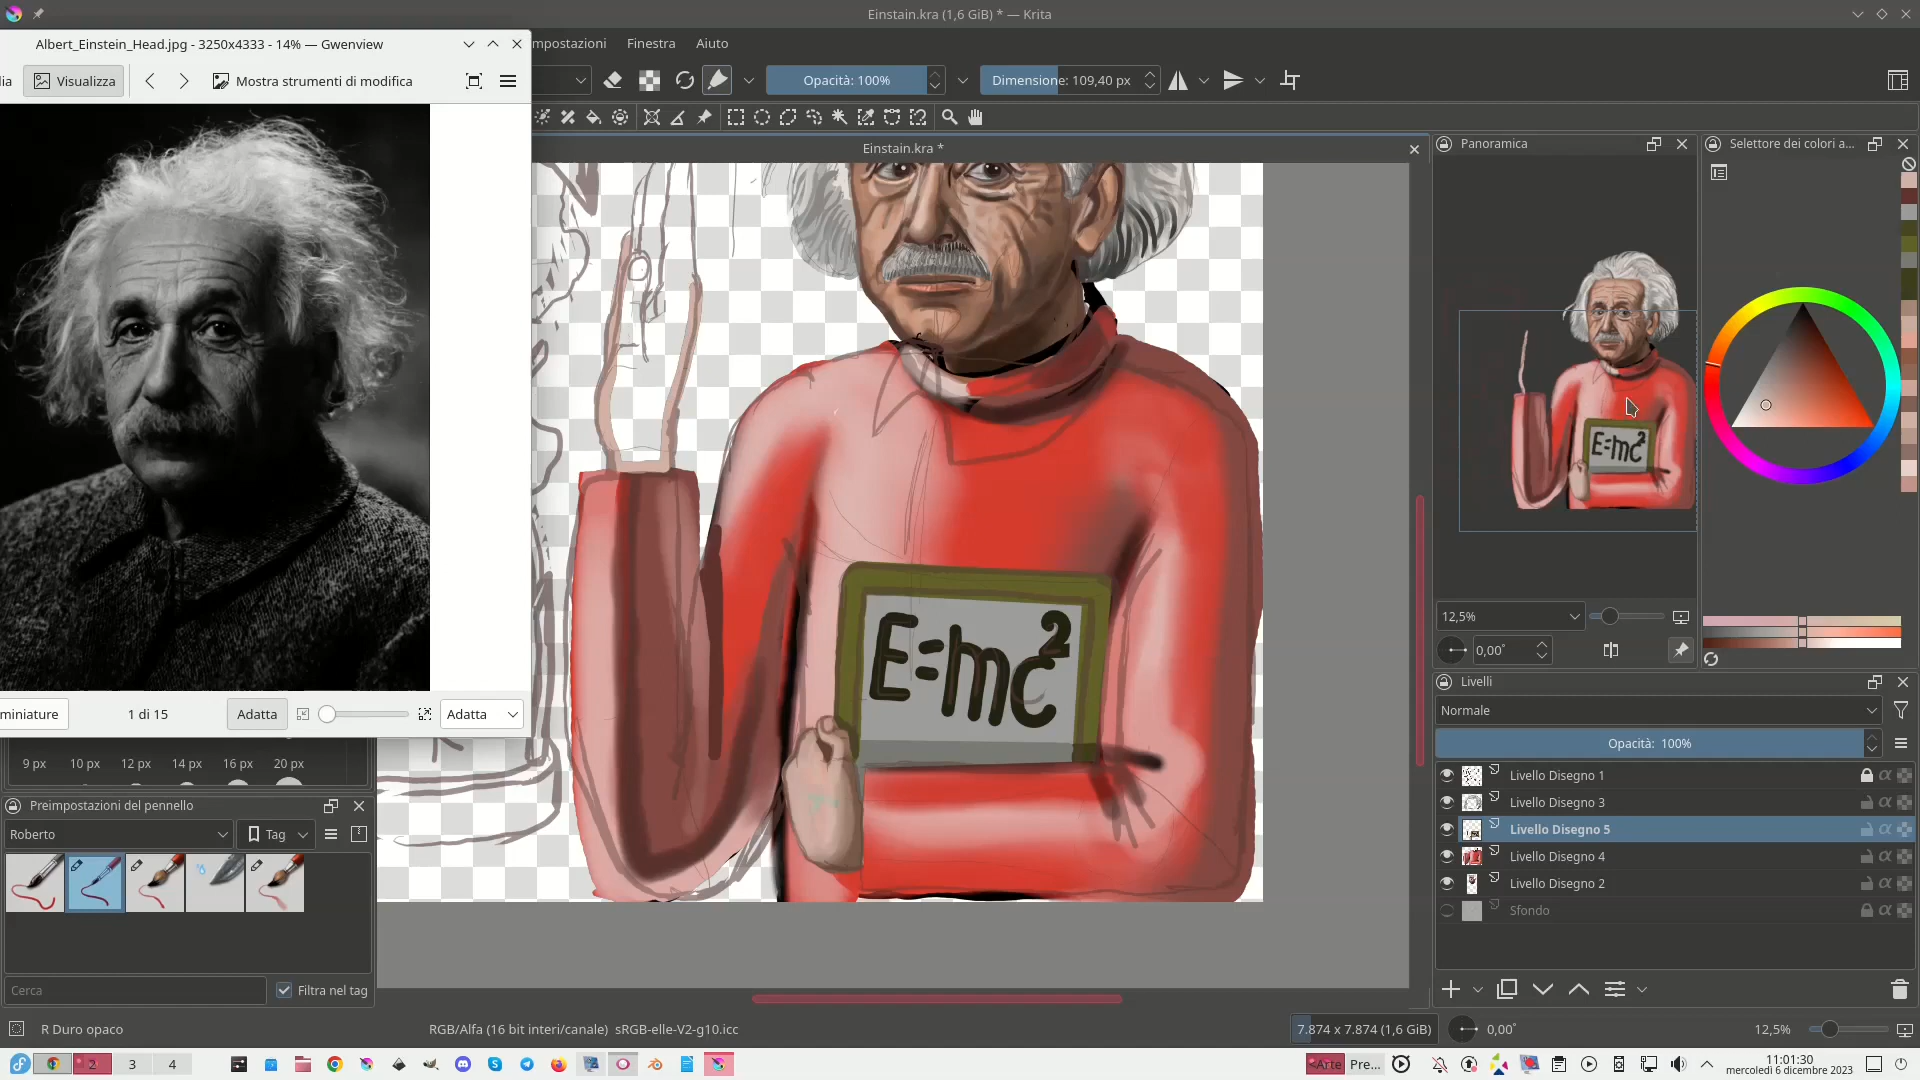 Einstain.kra (1,6 GiB) * — Krita
Albert_Einstein_Head.jpg - 3250x4333 - 14% — Gwenview
mpostazioni Finestra Aiuto
Visualizza Mostra strumenti di modifica
Opacità: 100% Dimensione: 109,40 px
Einstain.kra *
Panoramica
Selettore dei colori a...
E=mc²
12,5%
0,00°
miniature 1 di 15 Adatta Adatta
9 px 10 px 12 px 14 px 16 px 20 px
Preimpostazioni del pennello
Roberto Tag
Cerca Filtra nel tag
Livelli
Normale
Opacità: 100%
Livello Disegno 1
Livello Disegno 3
Livello Disegno 5
Livello Disegno 4
Livello Disegno 2
Sfondo
R Duro opaco RGB/Alfa (16 bit interi/canale) sRGB-elle-V2-g10.icc 7.874 x 7.874 (1,6 GiB) 0,00° 12,5%
2 3 4 Arte Pre... 11:01:30
mercoledì 6 dicembre 2023